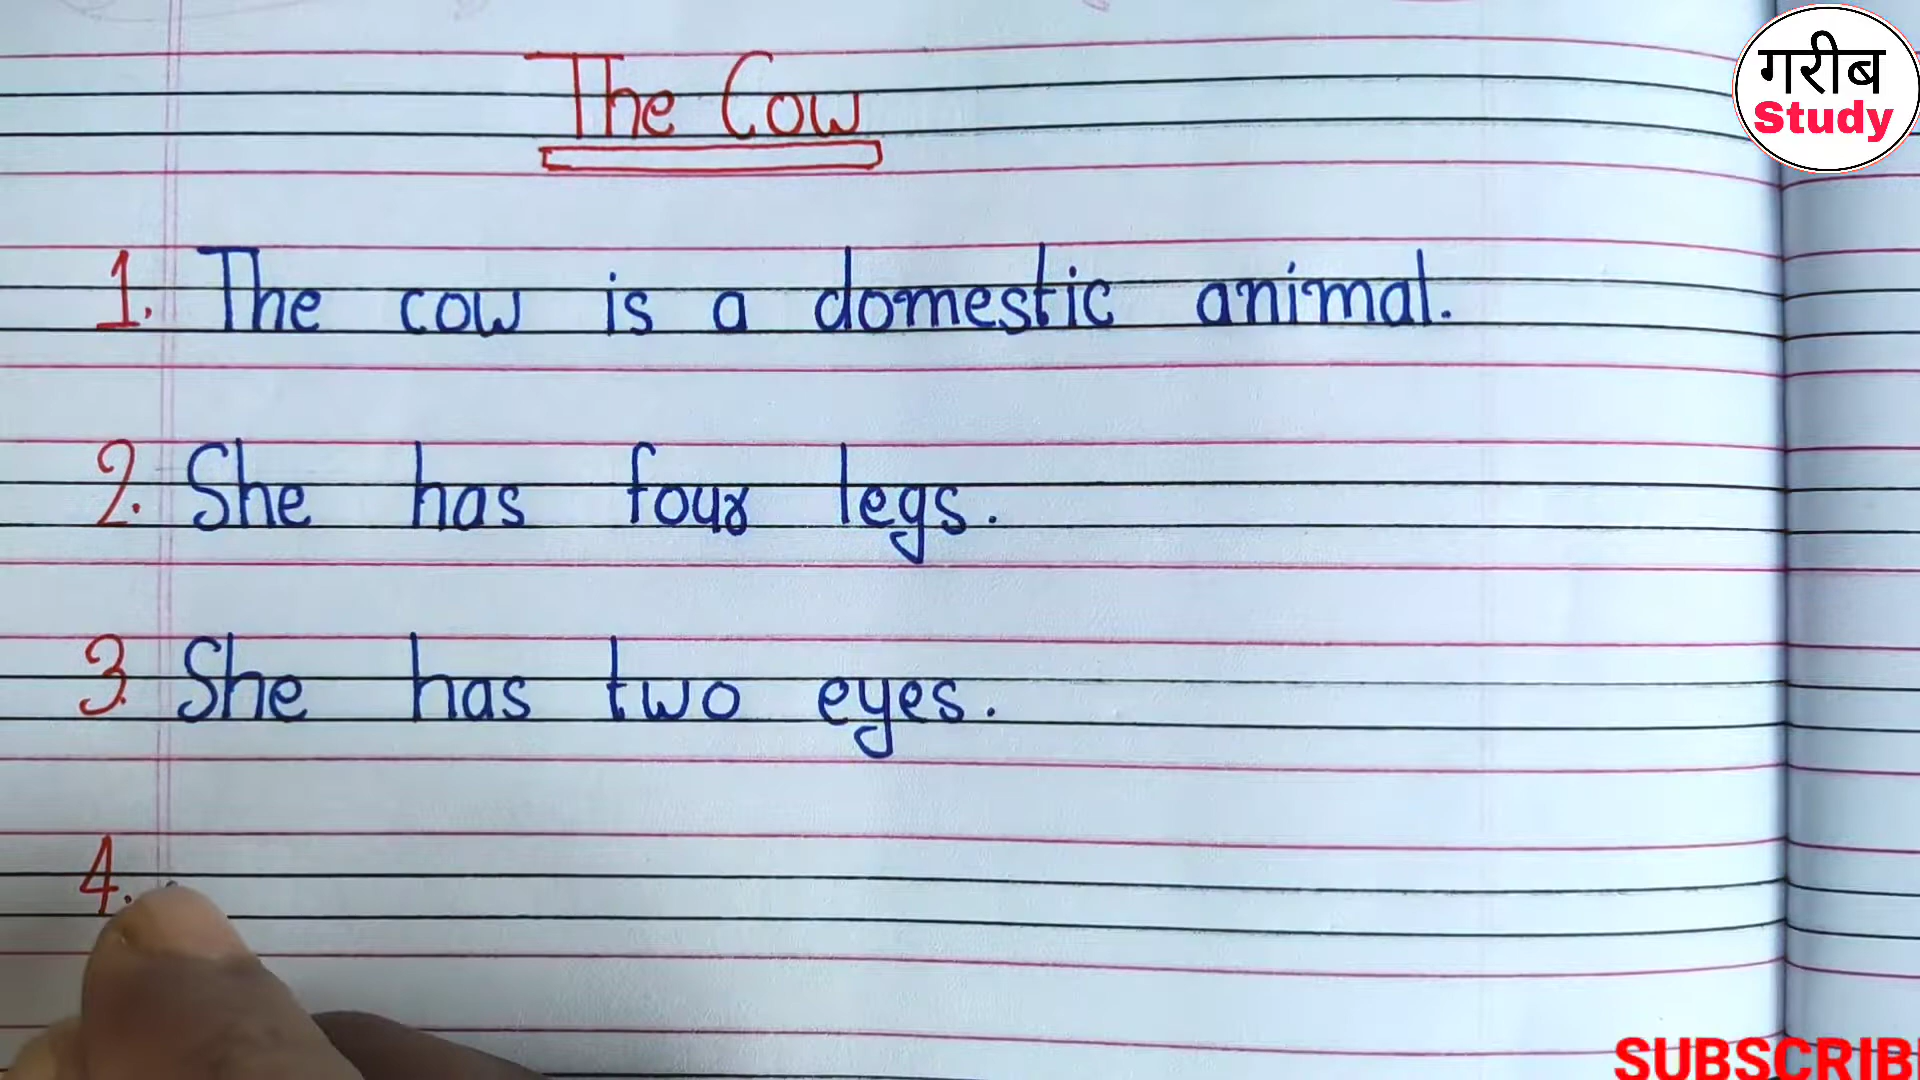 The Cow
गरीब
Study
1. The cow is a domestic animal.
2. She has four legs.
3. She has two eyes.
4.
SUBSCRIB